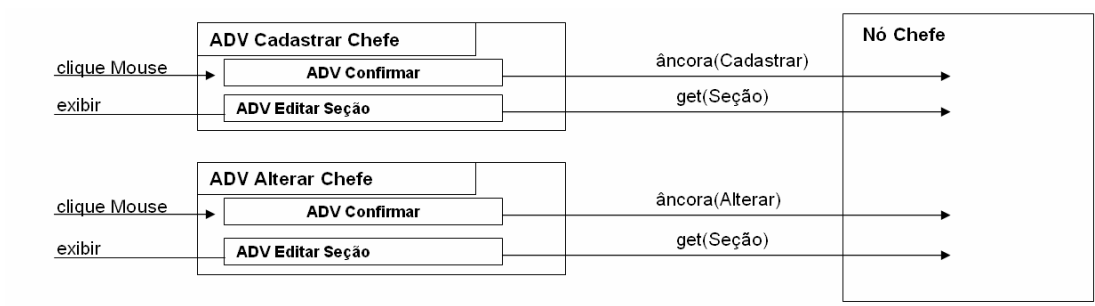 ADV Cadastrar Chefe
Nó Chefe
clique Mouse
ADV Confirmar
âncora(Cadastrar)
exibir
ADV Editar Seção
get(Seção)
ADV Alterar Chefe
clique Mouse
ADV Confirmar
âncora(Alterar)
exibir
ADV Editar Seção
get(Seção)